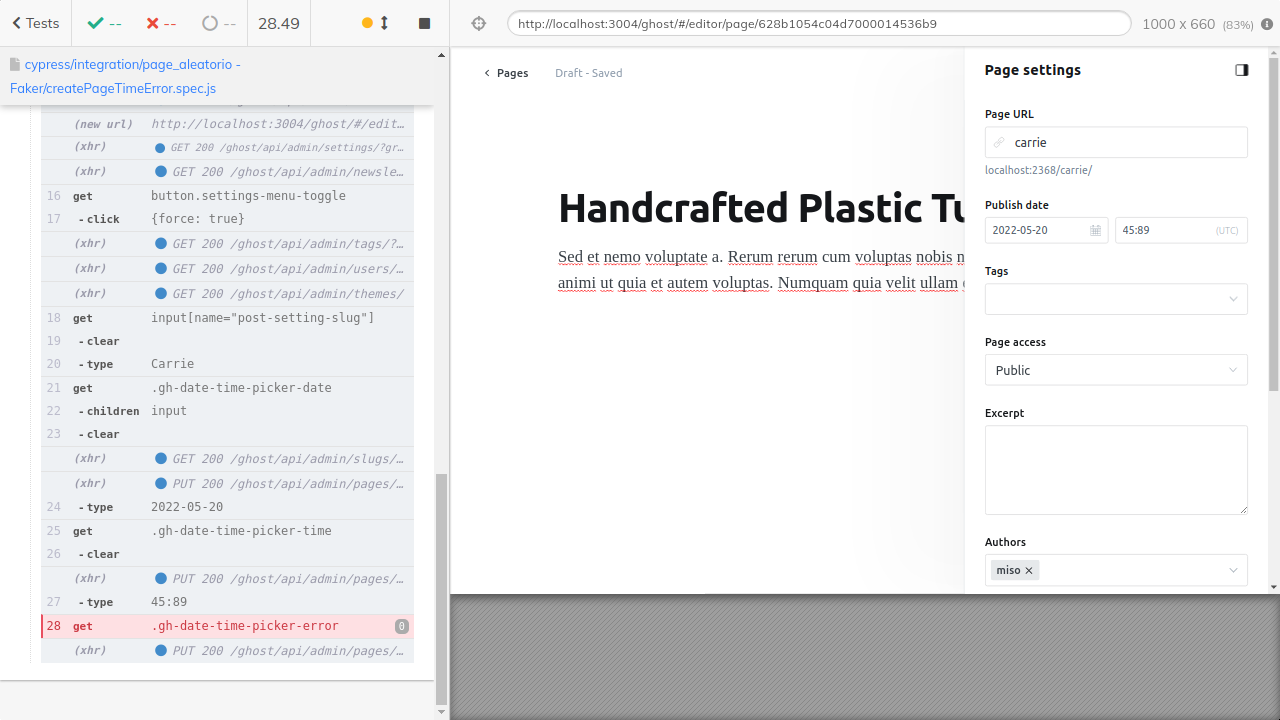 Tests
--
--
--
28.49
http://localhost:3004/ghost/#/editor/page/628b1054c04d7000014536b9
1000 x 660 (83%)
cypress/integration/page_aleatorio -
Faker/createPageTimeError.spec.js
(new url) http://localhost:3004/ghost/#/edit…
(xhr) GET 200 /ghost/api/admin/settings/?gr…
(xhr) GET 200 /ghost/api/admin/newsle…
16 get button.settings-menu-toggle
17 -click {force: true}
(xhr) GET 200 /ghost/api/admin/tags/?…
(xhr) GET 200 /ghost/api/admin/users/…
(xhr) GET 200 /ghost/api/admin/themes/
18 get input[name="post-setting-slug"]
19 -clear
20 -type Carrie
21 get .gh-date-time-picker-date
22 -children input
23 -clear
(xhr) GET 200 /ghost/api/admin/slugs/…
(xhr) PUT 200 /ghost/api/admin/pages/…
24 -type 2022-05-20
25 get .gh-date-time-picker-time
26 -clear
(xhr) PUT 200 /ghost/api/admin/pages/…
27 -type 45:89
28 get .gh-date-time-picker-error 0
(xhr) PUT 200 /ghost/api/admin/pages/…
Pages
Draft - Saved
Handcrafted Plastic Tu
Sed et nemo voluptate a. Rerum rerum cum voluptas nobis
animi ut quia et autem voluptas. Numquam quia velit ullam
Page settings
Page URL
carrie
localhost:2368/carrie/
Publish date
2022-05-20
45:89 (UTC)
Tags
Page access
Public
Excerpt
Authors
miso ×